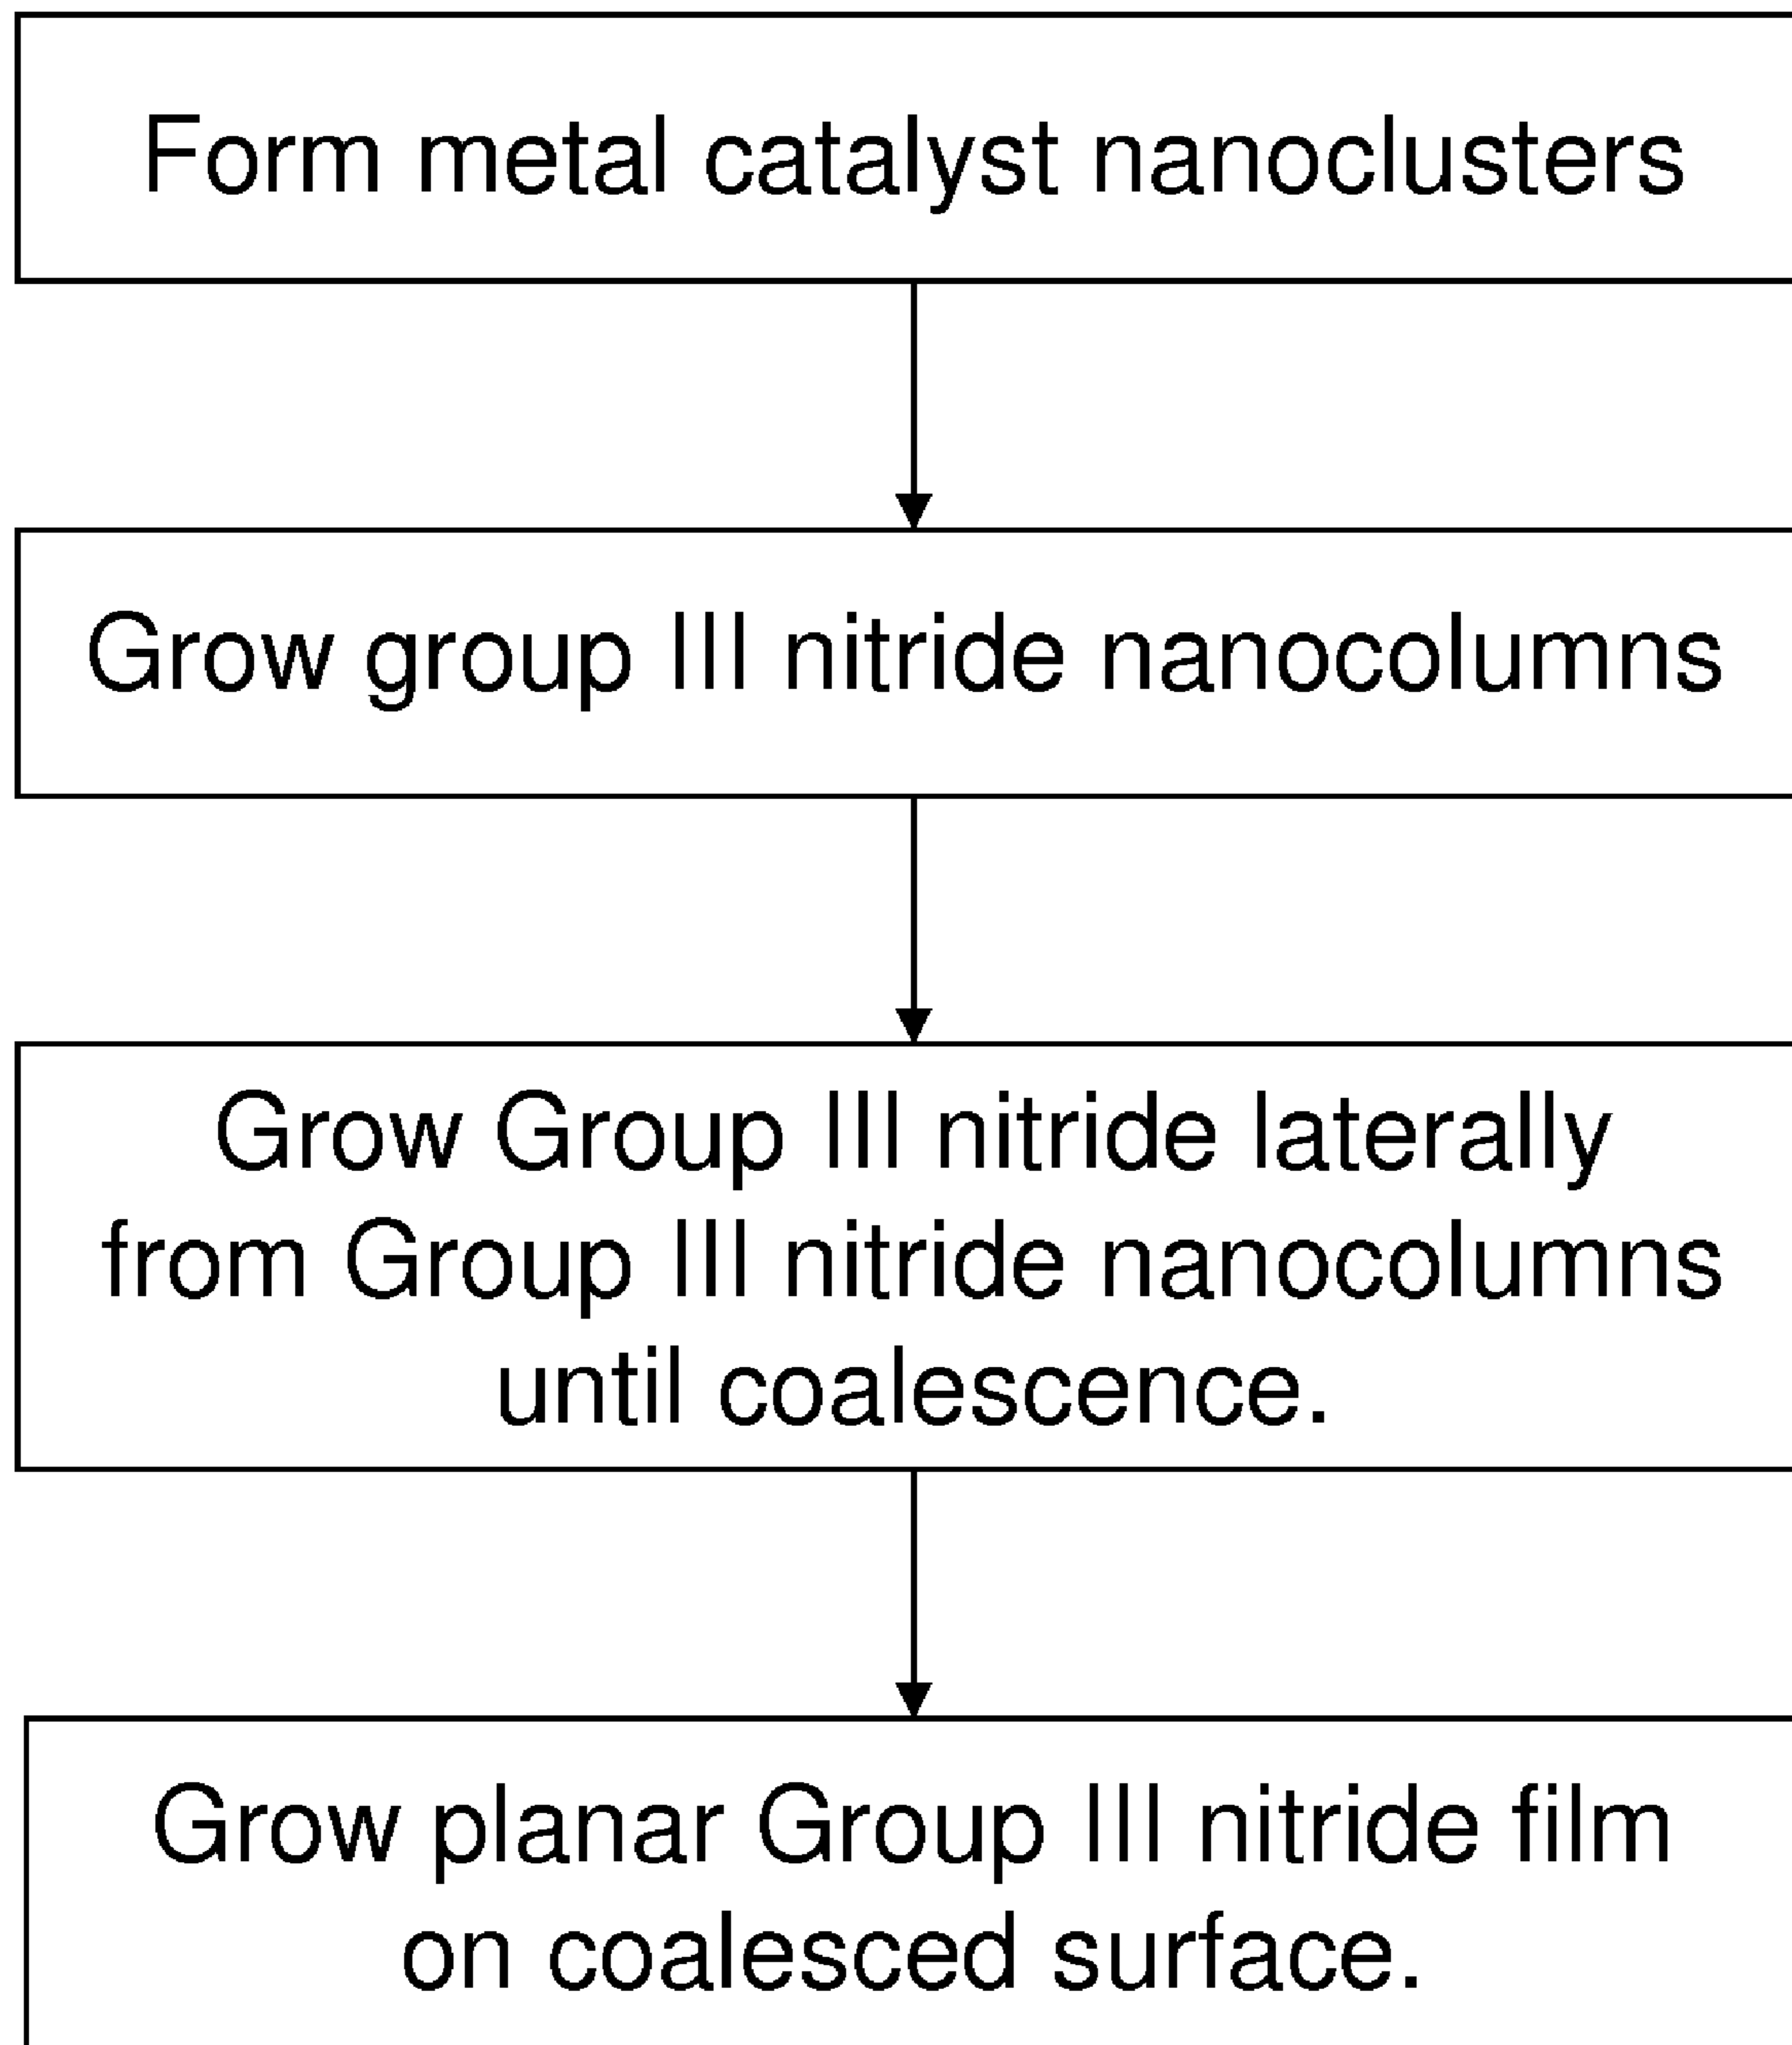 Form metal catalyst nanoclusters
Grow group III nitride nanocolumns
Grow Group III nitride laterally
from Group III nitride nanocolumns
until coalescence.
Grow planar Group III nitride film
on coalesced surface.